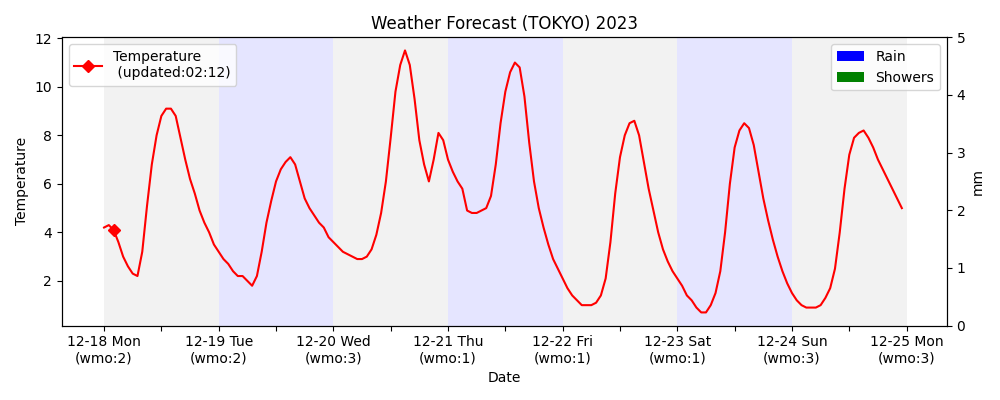 Weather Forecast (TOKYO) 2023
Temperature
(updated:02:12)
Rain
Showers
Temperature
12
10
8
6
4
2
5
4
3
2
1
0
mm
12-18 Mon
(wmo:2)
12-19 Tue
(wmo:2)
12-20 Wed
(wmo:3)
12-21 Thu
(wmo:1)
12-22 Fri
(wmo:1)
12-23 Sat
(wmo:1)
12-24 Sun
(wmo:3)
12-25 Mon
(wmo:3)
Date